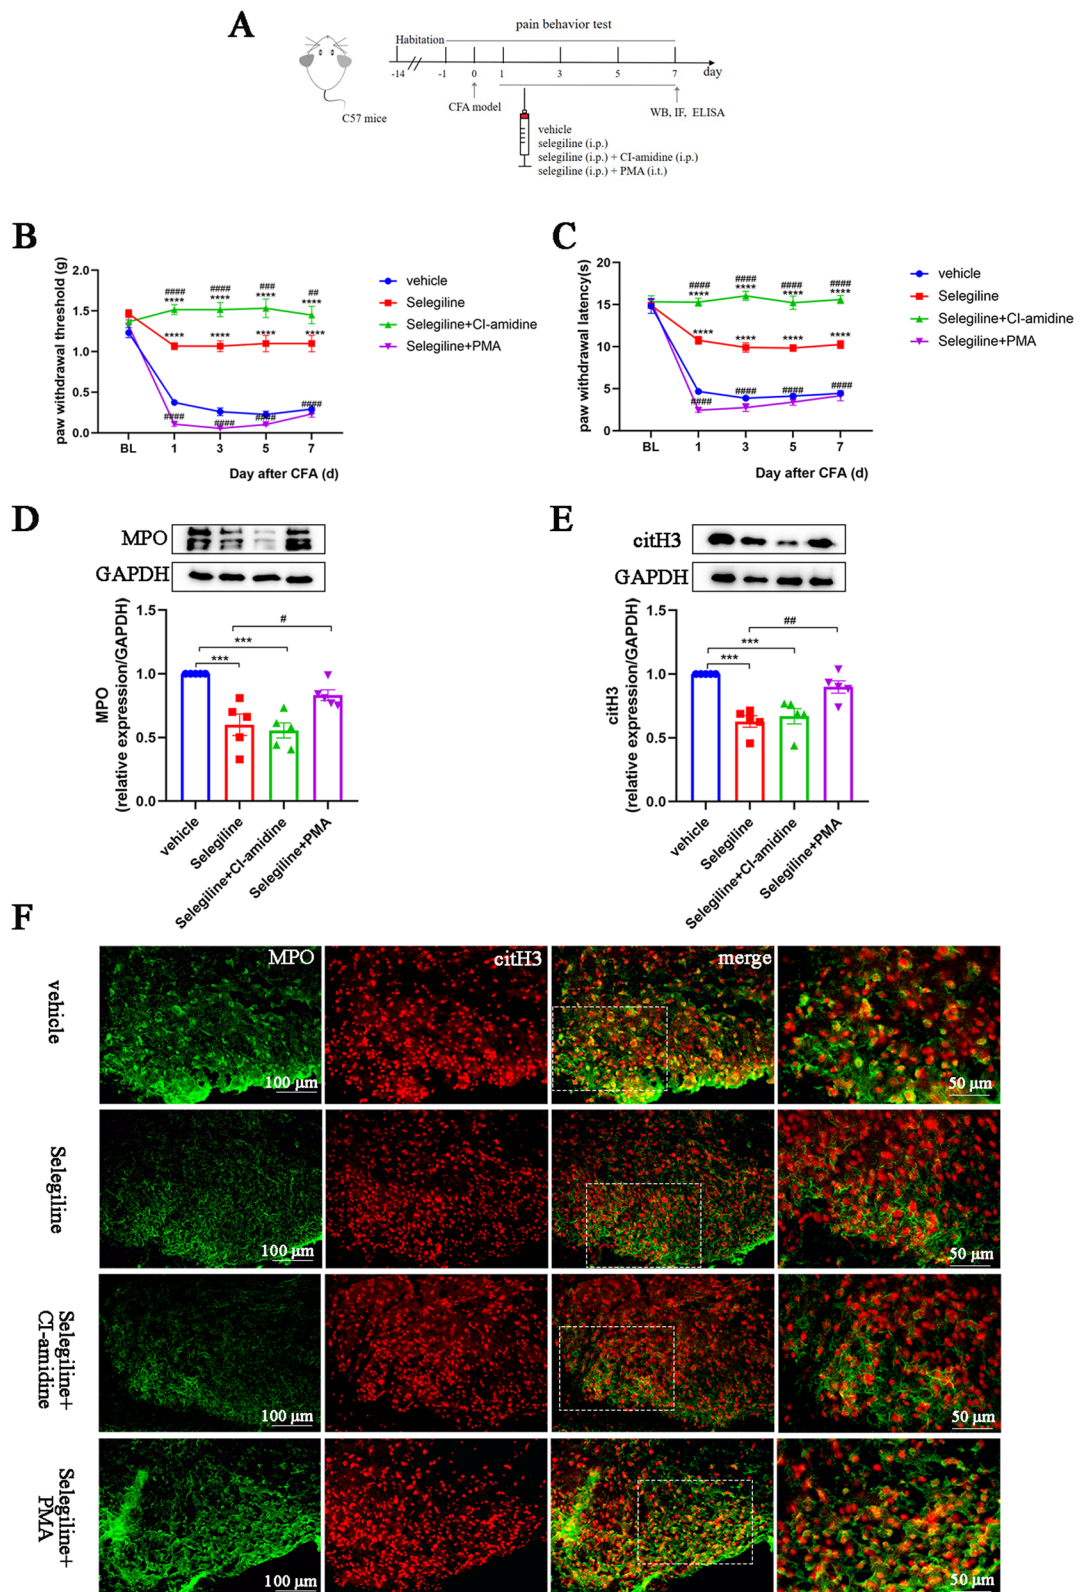 A
pain behavior test
Habitation
-14
-1
0
1
3
5
7
day
CFA model
WB, IF, ELISA
C57 mice
vehicle
selegiline (i.p.)
selegiline (i.p.) + CI-amidine (i.p.)
selegiline (i.p.) + PMA (i.t.)
B
paw withdrawal threshold (g)
2.0
1.5
1.0
0.5
0.0
####
****
####
****
###
****
##
****
****
****
****
****
####
####
####
####
BL
1
3
5
7
Day after CFA (d)
vehicle
Selegiline
Selegiline+CI-amidine
Selegiline+PMA
C
paw withdrawal latency(s)
20
15
10
5
0
####
****
####
****
####
****
####
****
****
****
****
****
####
####
####
####
BL
1
3
5
7
Day after CFA (d)
vehicle
Selegiline
Selegiline+CI-amidine
Selegiline+PMA
D
MPO
GAPDH
MPO
(relative expression/GAPDH)
1.5
1.0
0.5
0.0
#
***
***
vehicle
Selegiline
Selegiline+CI-amidine
Selegiline+PMA
E
citH3
GAPDH
citH3
(relative expression/GAPDH)
1.5
1.0
0.5
0.0
##
***
***
vehicle
Selegiline
Selegiline+CI-amidine
Selegiline+PMA
F
MPO
citH3
merge
vehicle
100 μm
50 μm
Selegiline
100 μm
50 μm
Selegiline+
CI-amidine
100 μm
50 μm
Selegiline+
PMA
100 μm
50 μm